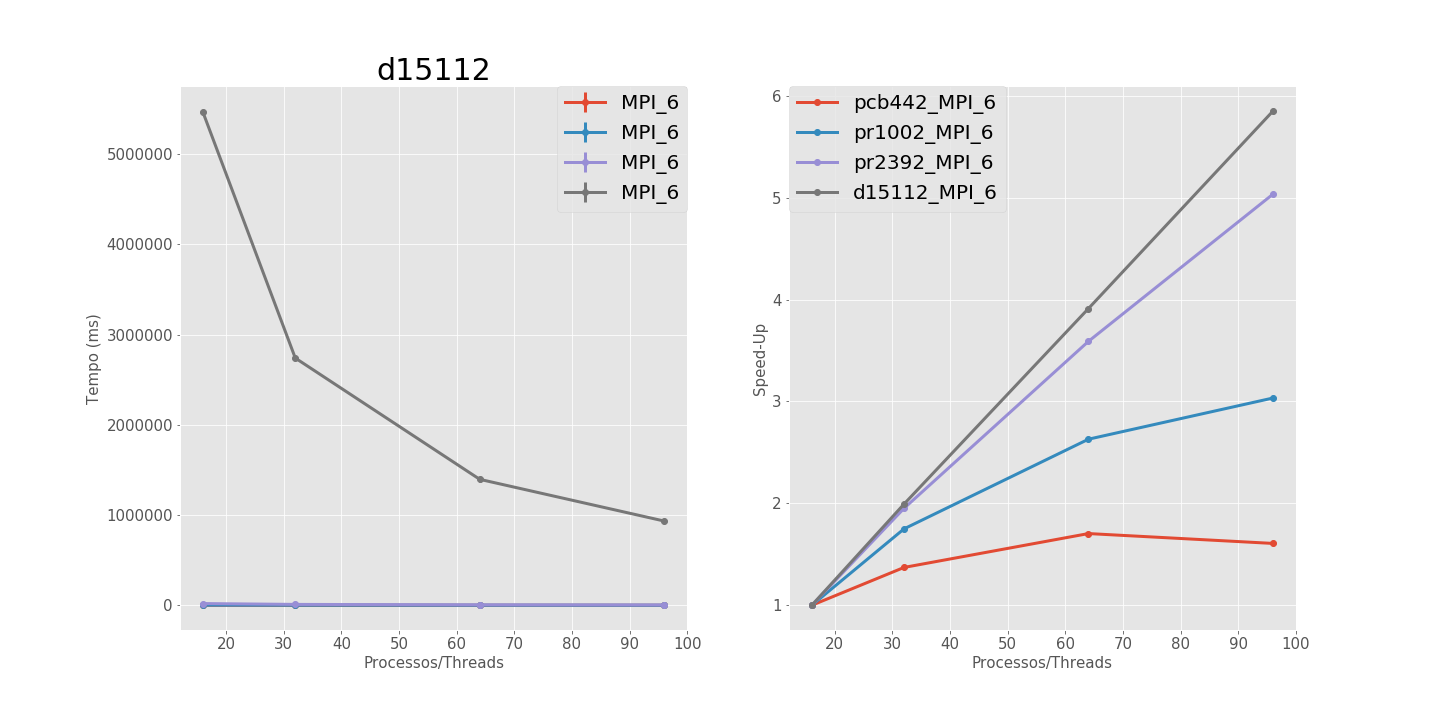 d15112
MPI_6
MPI_6
MPI_6
MPI_6
5000000
4000000
3000000
2000000
1000000
0
Tempo (ms)
20 30 40 50 60 70 80 90 100
Processos/Threads
pcb442_MPI_6
pr1002_MPI_6
pr2392_MPI_6
d15112_MPI_6
6
5
4
3
2
1
Speed-Up
20 30 40 50 60 70 80 90 100
Processos/Threads